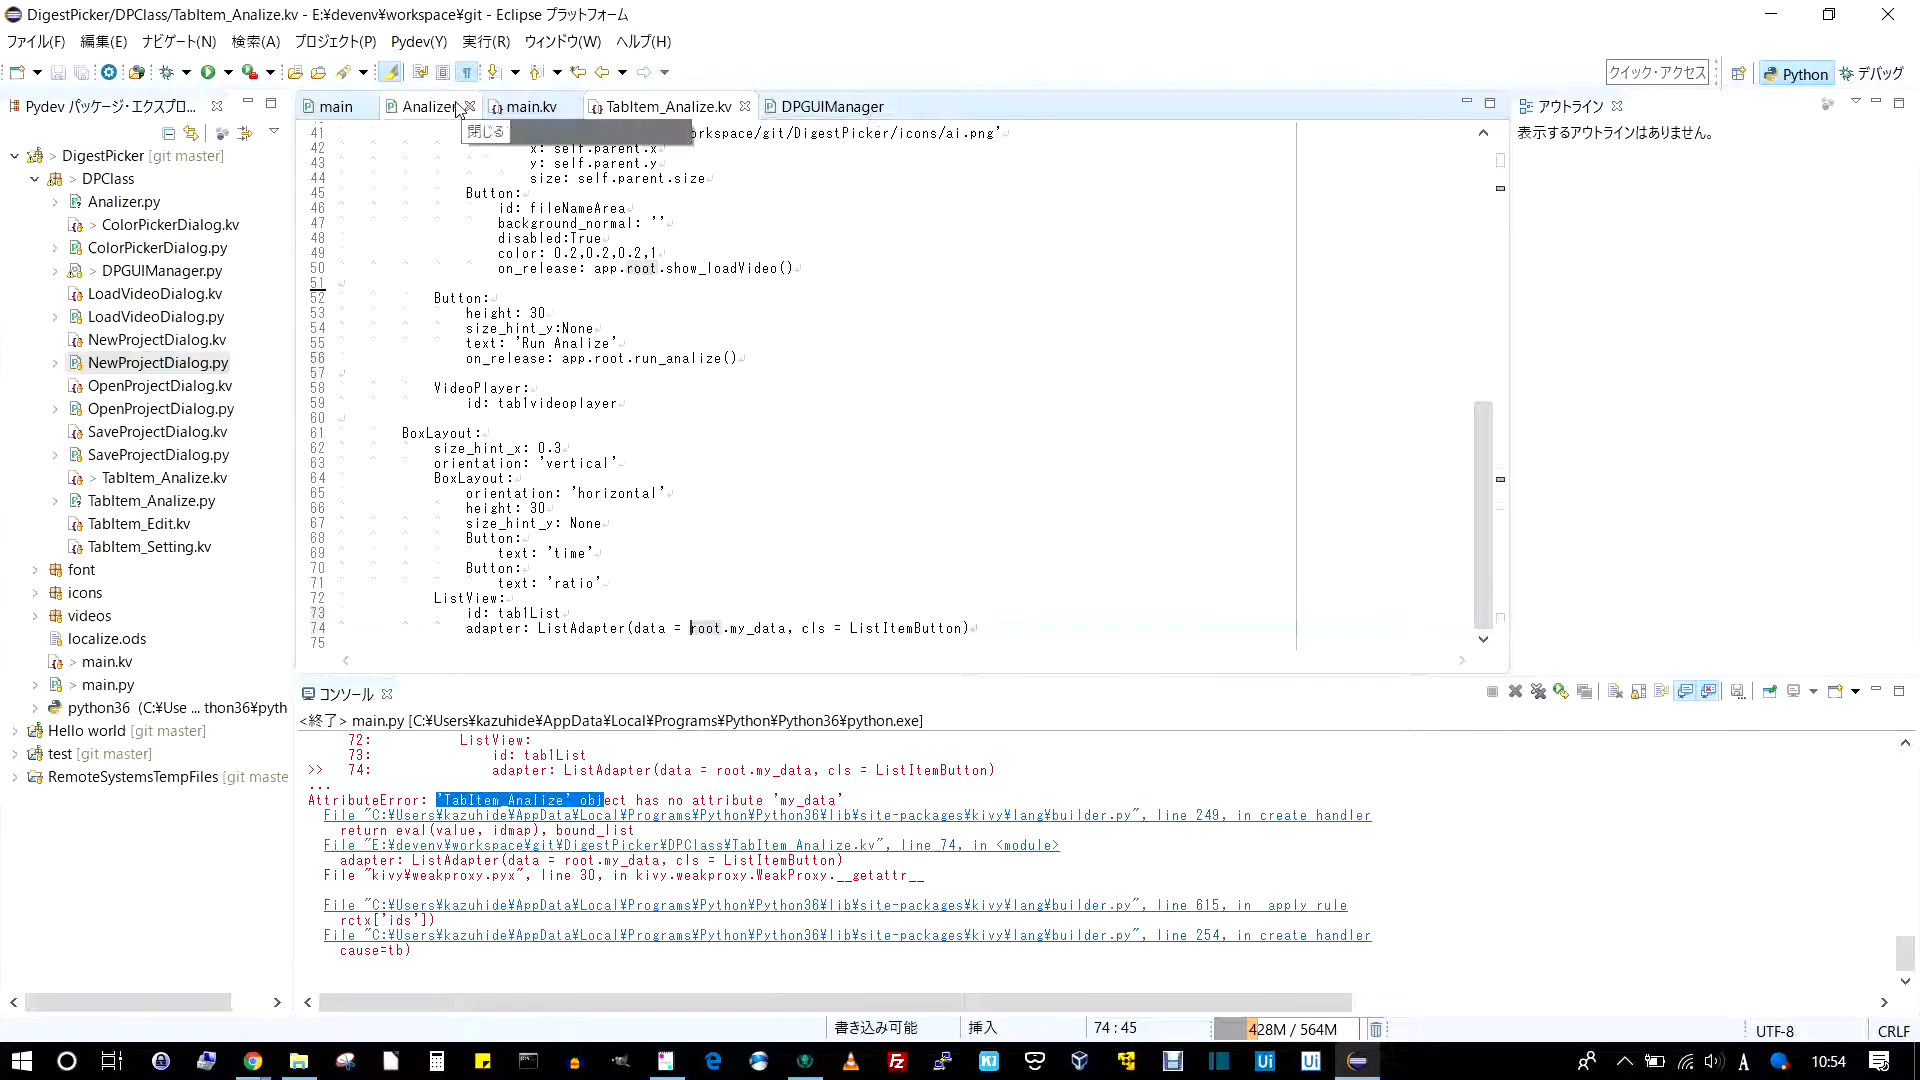 DigestPicker/DPClass/TabItem_Analize.kv - E:¥devenv¥workspace¥git - Eclipse プラットフォーム
ファイル(F) 編集(E) ナビゲート(N) 検索(A) プロジェクト(P) Pydev(Y) 実行(R) ウィンドウ(W) ヘルプ(H)
クイック・アクセス
Python
デバッグ
Pydev パッケージ・エクスプロ...
DigestPicker [git master]
> DPClass
Analizer.py
> ColorPickerDialog.kv
ColorPickerDialog.py
> DPGUIManager.py
LoadVideoDialog.kv
LoadVideoDialog.py
NewProjectDialog.kv
NewProjectDialog.py
OpenProjectDialog.kv
OpenProjectDialog.py
SaveProjectDialog.kv
SaveProjectDialog.py
> TabItem_Analize.kv
TabItem_Analize.py
TabItem_Edit.kv
TabItem_Setting.kv
font
icons
videos
localize.ods
> main.kv
> main.py
python36 (C:¥Use ... thon36¥pyth
Hello world [git master]
test [git master]
RemoteSystemsTempFiles [git maste
main
Analizer
main.kv
TabItem_Analize.kv
DPGUIManager
閉じる
41 orkspace/git/DigestPicker/icons/ai.png'
42 x: self.parent.x
43 y: self.parent.y
44 size: self.parent.size
45 Button:
46 id: fileNameArea
47 background_normal: ''
48 disabled:True
49 color: 0.2,0.2,0.2,1
50 on_release: app.root.show_loadVideo()
51
52 Button:
53 height: 30
54 size_hint_y:None
55 text: 'Run Analize'
56 on_release: app.root.run_analize()
57
58 VideoPlayer:
59 id: tab1videoplayer
60
61 BoxLayout:
62 size_hint_x: 0.3
63 orientation: 'vertical'
64 BoxLayout:
65 orientation: 'horizontal'
66 height: 30
67 size_hint_y: None
68 Button:
69 text: 'time'
70 Button:
71 text: 'ratio'
72 ListView:
73 id: tab1List
74 adapter: ListAdapter(data = root.my_data, cls = ListItemButton)
75
アウトライン
表示するアウトラインはありません。
コンソール
<終了> main.py [C:¥Users¥kazuhide¥AppData¥Local¥Programs¥Python¥Python36¥python.exe]
72: ListView:
73: id: tab1List
>> 74: adapter: ListAdapter(data = root.my_data, cls = ListItemButton)
...
AttributeError: 'TabItem_Analize' object has no attribute 'my_data'
File "C:¥Users¥kazuhide¥AppData¥Local¥Programs¥Python¥Python36¥lib¥site-packages¥kivy¥lang¥builder.py", line 249, in create_handler
return eval(value, idmap), bound_list
File "E:¥devenv¥workspace¥git¥DigestPicker¥DPClass¥TabItem_Analize.kv", line 74, in <module>
adapter: ListAdapter(data = root.my_data, cls = ListItemButton)
File "kivy¥weakproxy.pyx", line 30, in kivy.weakproxy.WeakProxy.__getattr__
File "C:¥Users¥kazuhide¥AppData¥Local¥Programs¥Python¥Python36¥lib¥site-packages¥kivy¥lang¥builder.py", line 615, in _apply_rule
rctx['ids'])
File "C:¥Users¥kazuhide¥AppData¥Local¥Programs¥Python¥Python36¥lib¥site-packages¥kivy¥lang¥builder.py", line 254, in create_handler
cause=tb)
書き込み可能
挿入
74 : 45
428M / 564M
UTF-8
CRLF
A
10:54